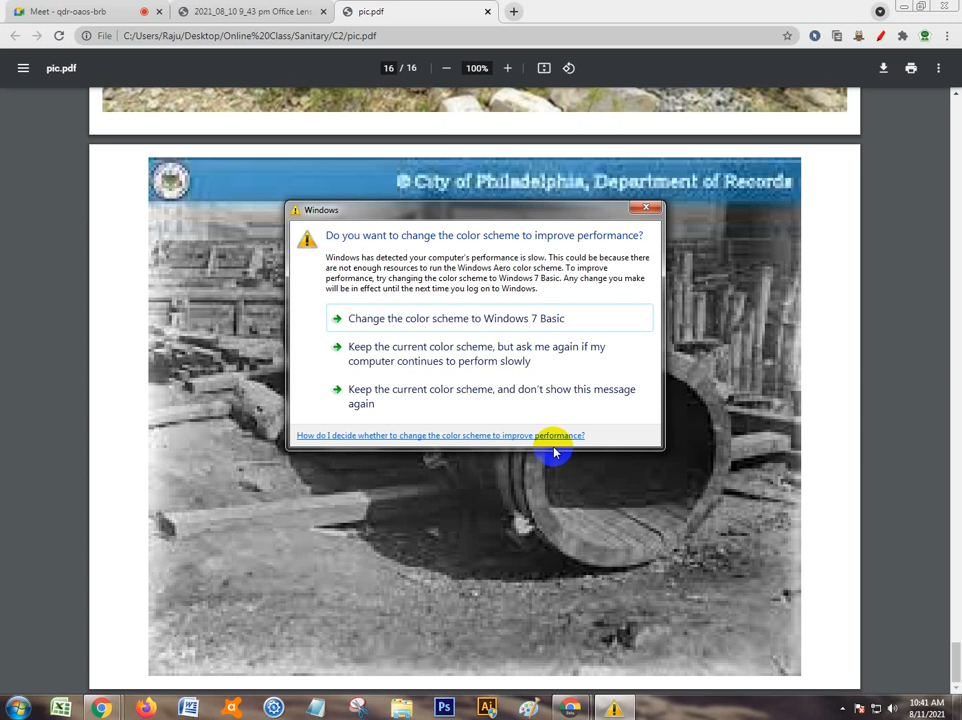 Meet - qdr-oaos-brb
2021_08_10 9_43 pm Office Lens
pic.pdf
File C:/Users/Raju/Desktop/Online%20Class/Sanitary/C2/pic.pdf
pic.pdf
16 / 16
100%
© City of Philadelphia, Department of Records
Windows
Do you want to change the color scheme to improve performance?
Windows has detected your computer's performance is slow. This could be because there
are not enough resources to run the Windows Aero color scheme. To improve
performance, try changing the color scheme to Windows 7 Basic. Any change you make
will be in effect until the next time you log on to Windows.
Change the color scheme to Windows 7 Basic
Keep the current color scheme, but ask me again if my
computer continues to perform slowly
Keep the current color scheme, and don't show this message
again
How do I decide whether to change the color scheme to improve performance?
Ps
Ai
10:41 AM
8/11/2021